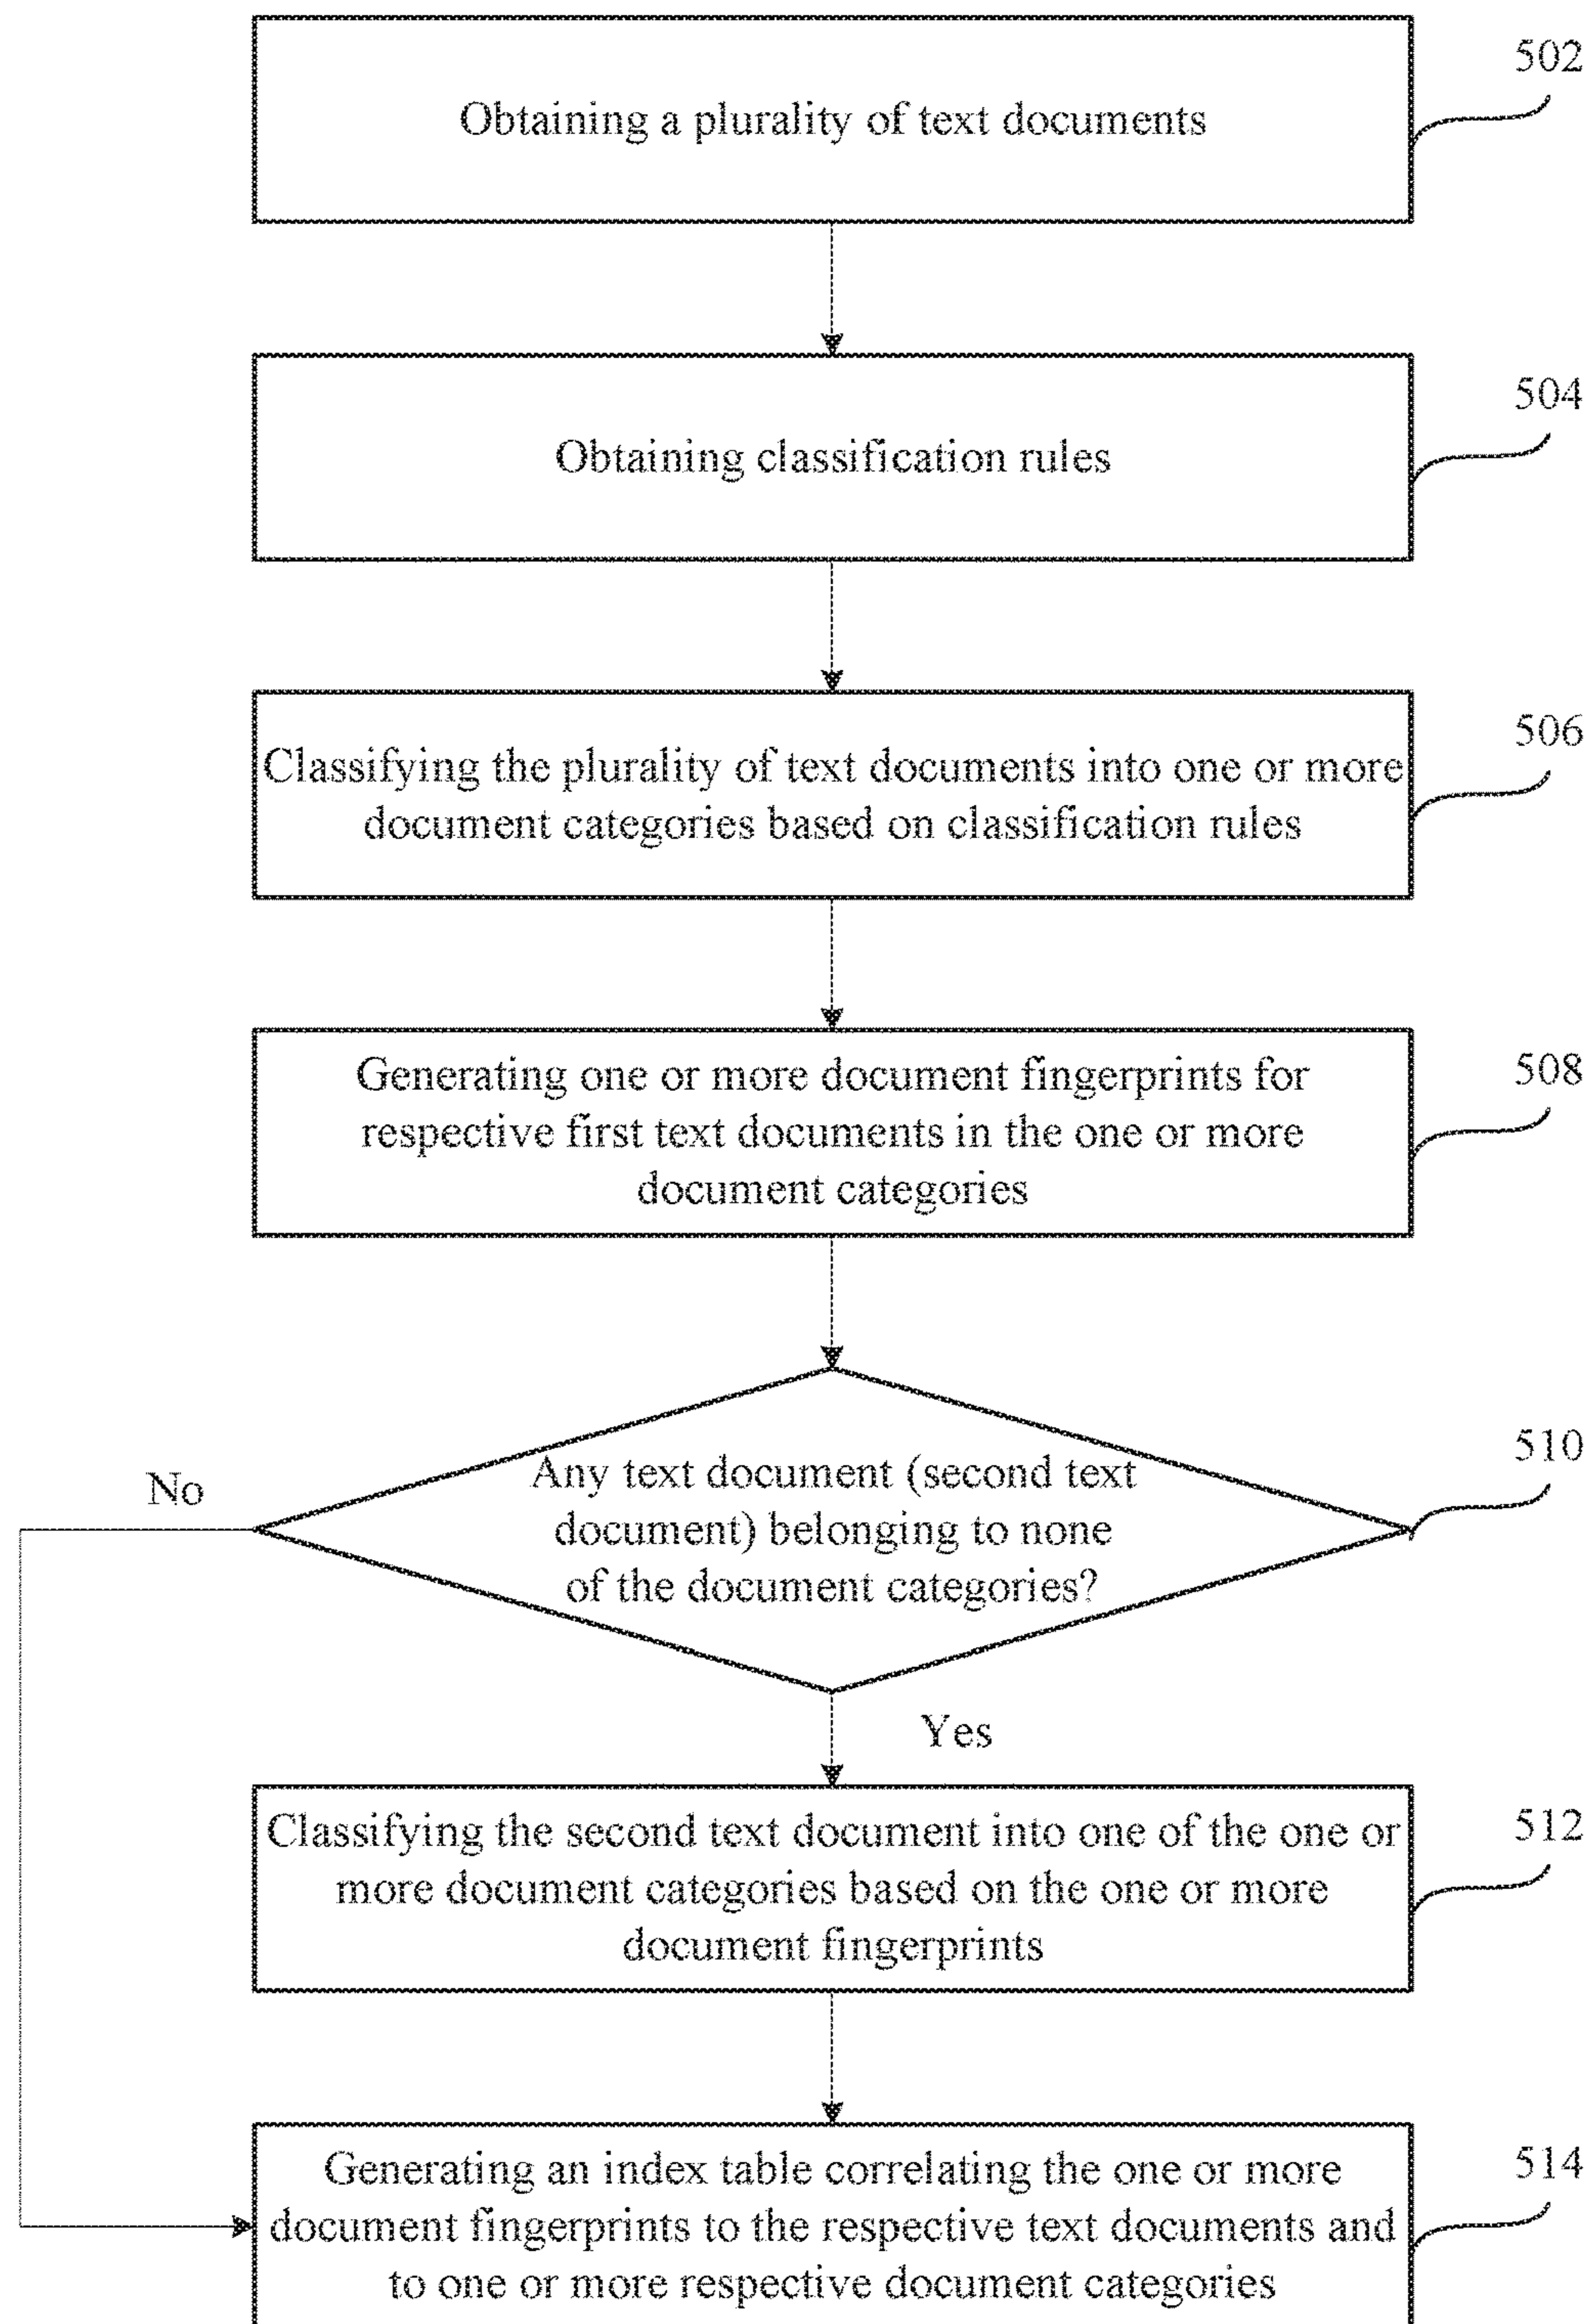 Obtaining a plurality of text documents
502
Obtaining classification rules
504
Classifying the plurality of text documents into one or more
document categories based on classification rules
506
Generating one or more document fingerprints for
respective first text documents in the one or more
document categories
508
Any text document (second text
document) belonging to none
of the document categories?
510
No
Yes
Classifying the second text document into one of the one or
more document categories based on the one or more
document fingerprints
512
Generating an index table correlating the one or more
document fingerprints to the respective text documents and
to one or more respective document categories
514